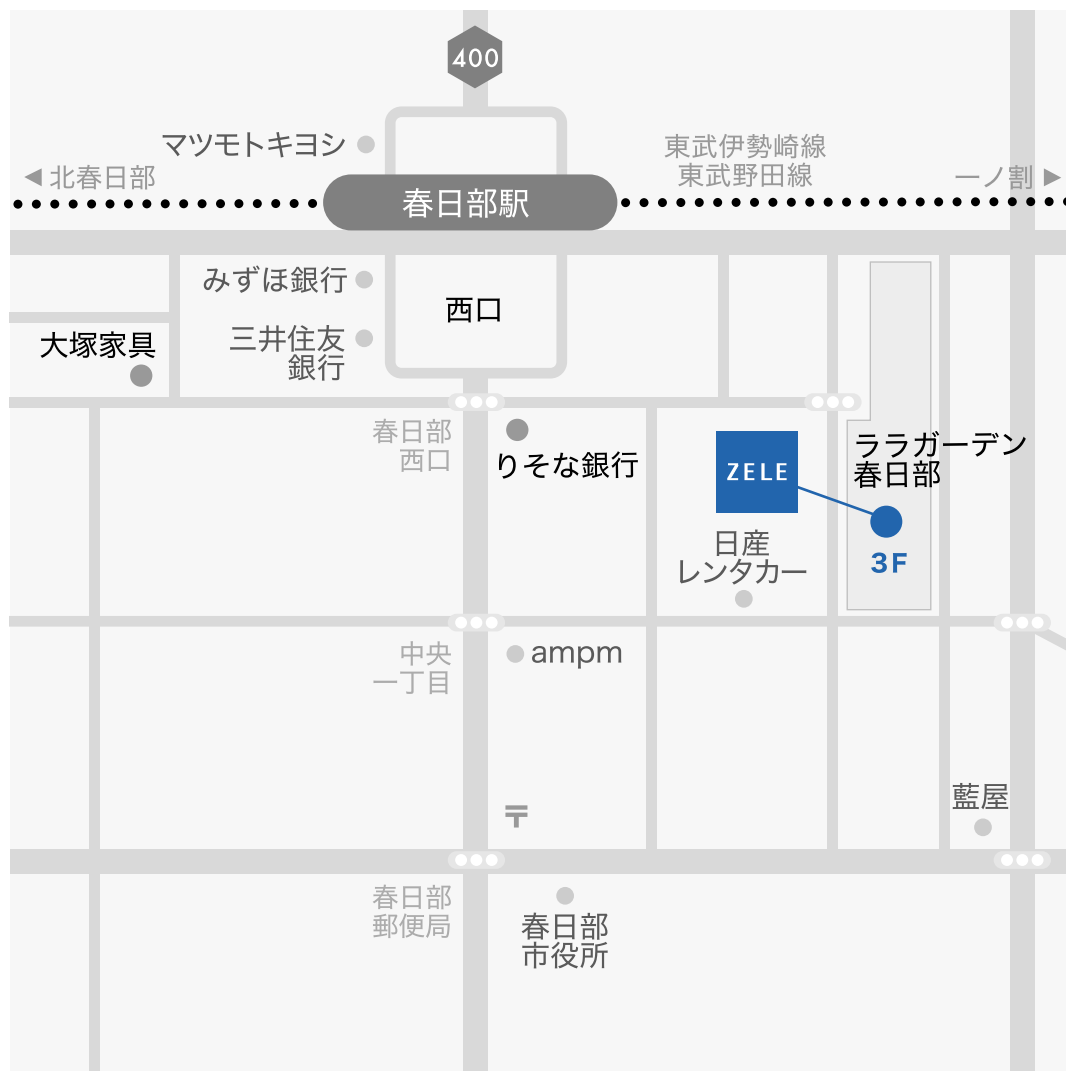 400
マツモトキヨシ
東武伊勢崎線
東武野田線
◀ 北春日部
一ノ割 ▶
春日部駅
みずほ銀行
西口
三井住友
銀行
大塚家具
春日部
西口
りそな銀行
ZELE
ララガーデン
春日部
3F
日産
レンタカー
中央
一丁目
ampm
〒
藍屋
春日部
郵便局
春日部
市役所